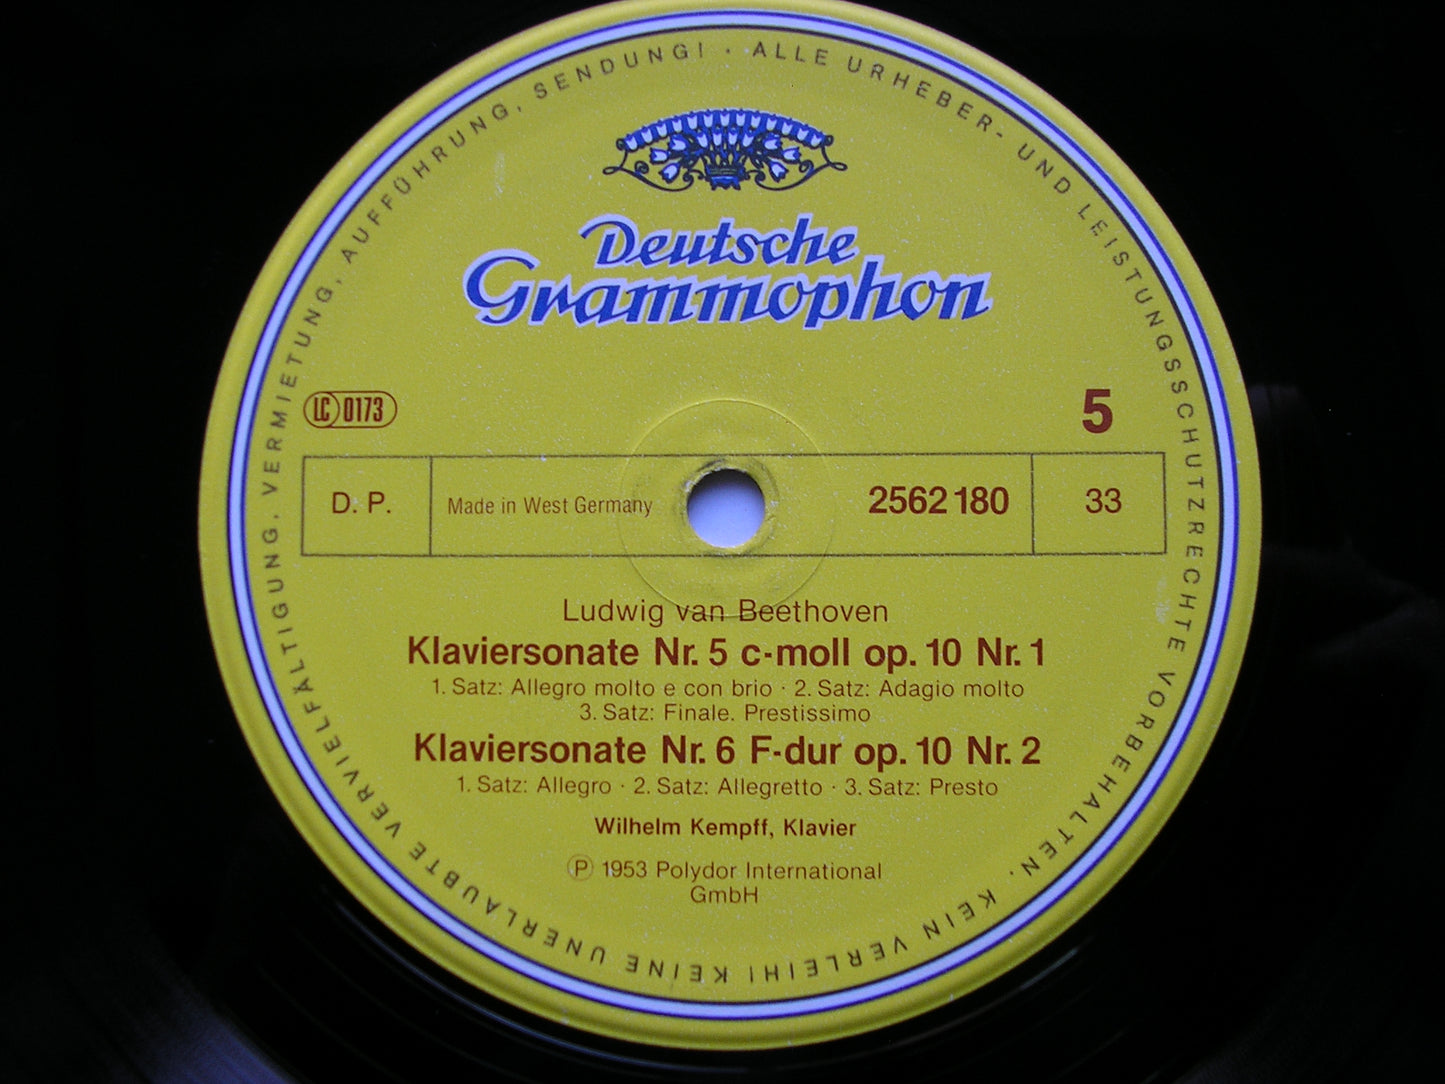 ALLE URHEBER- UND LEISTUNGSSCHUTZRECHTE VORBEHALTEN. KEIN VERLEIH! KEINE UNERLAUBTE VERVIELFÄLTIGUNG, VERMIETUNG, AUFFÜHRUNG, SENDUNG! ·
Deutsche
Grammophon
LC 0173
5
D. P. Made in West Germany 2562 180 33
Ludwig van Beethoven
Klaviersonate Nr. 5 c-moll op. 10 Nr. 1
1. Satz: Allegro molto e con brio · 2. Satz: Adagio molto
3. Satz: Finale. Prestissimo
Klaviersonate Nr. 6 F-dur op. 10 Nr. 2
1. Satz: Allegro · 2. Satz: Allegretto · 3. Satz: Presto
Wilhelm Kempff, Klavier
Ⓟ 1953 Polydor International
GmbH